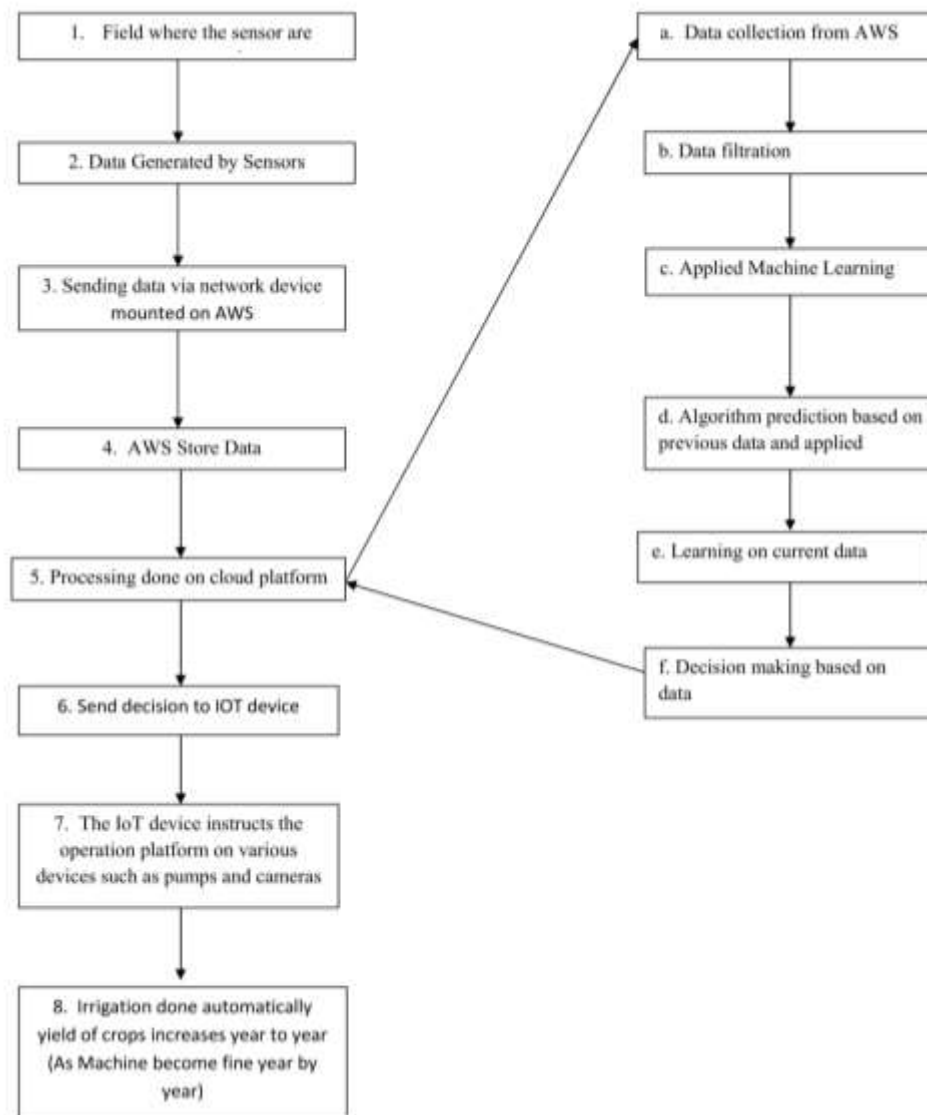 1. Field where the sensor are
2. Data Generated by Sensors
3. Sending data via network device
mounted on AWS
4. AWS Store Data
5. Processing done on cloud platform
6. Send decision to IOT device
7. The IoT device instructs the
operation platform on various
devices such as pumps and cameras
8. Irrigation done automatically
yield of crops increases year to year
(As Machine become fine year by
year)
a. Data collection from AWS
b. Data filtration
c. Applied Machine Learning
d. Algorithm prediction based on
previous data and applied
e. Learning on current data
f. Decision making based on
data